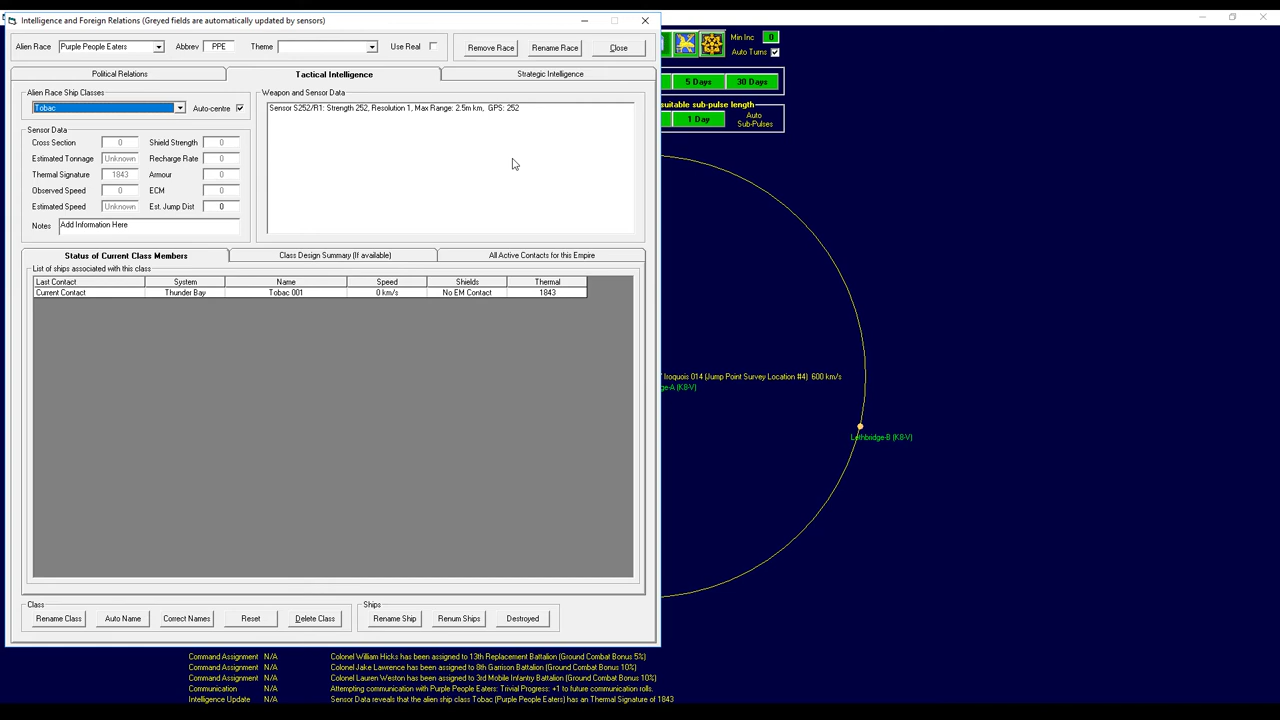 Intelligence and Foreign Relations (Greyed fields are automatically updated by sensors)
Alien Race Purple People Eaters Abbrev PPE Theme Use Real Remove Race Rename Race Close
Min Inc 0
Auto Turns
Political Relations Tactical Intelligence Strategic Intelligence
5 Days 30 Days
Alien Race Ship Classes
Weapon and Sensor Data
Tobac Auto-centre
Sensor S252/R1: Strength 252, Resolution 1, Max Range: 2.5m km, GPS: 252
suitable sub-pulse length
1 Day Auto Sub-Pulses
Sensor Data
Cross Section 0 Shield Strength 0
Estimated Tonnage Unknown Recharge Rate 0
Thermal Signature 1843 Armour 0
Observed Speed 0 ECM 0
Estimated Speed Unknown Est. Jump Dist 0
Notes Add Information Here
Status of Current Class Members Class Design Summary (If available) All Active Contacts for this Empire
List of ships associated with this class
Last Contact System Name Speed Shields Thermal
Current Contact Thunder Bay Tobac 001 0 km/s No EM Contact 1843
Iroquois 014 (Jump Point Survey Location #4) 600 km/s
ge-A (K8-V)
Lethbridge-B (K8-V)
Class
Rename Class Auto Name Correct Names Reset Delete Class
Ships
Rename Ship Renum Ships Destroyed
Command Assignment N/A Colonel William Hicks has been assigned to 13th Replacement Battalion (Ground Combat Bonus 5%)
Command Assignment N/A Colonel Jake Lawrence has been assigned to 8th Garrison Battalion (Ground Combat Bonus 10%)
Command Assignment N/A Colonel Lauren Weston has been assigned to 3rd Mobile Infantry Battalion (Ground Combat Bonus 10%)
Communication N/A Attempting communication with Purple People Eaters: Trivial Progress: +1 to future communication rolls.
Intelligence Update N/A Sensor Data reveals that the alien ship class Tobac (Purple People Eaters) has an Thermal Signature of 1843